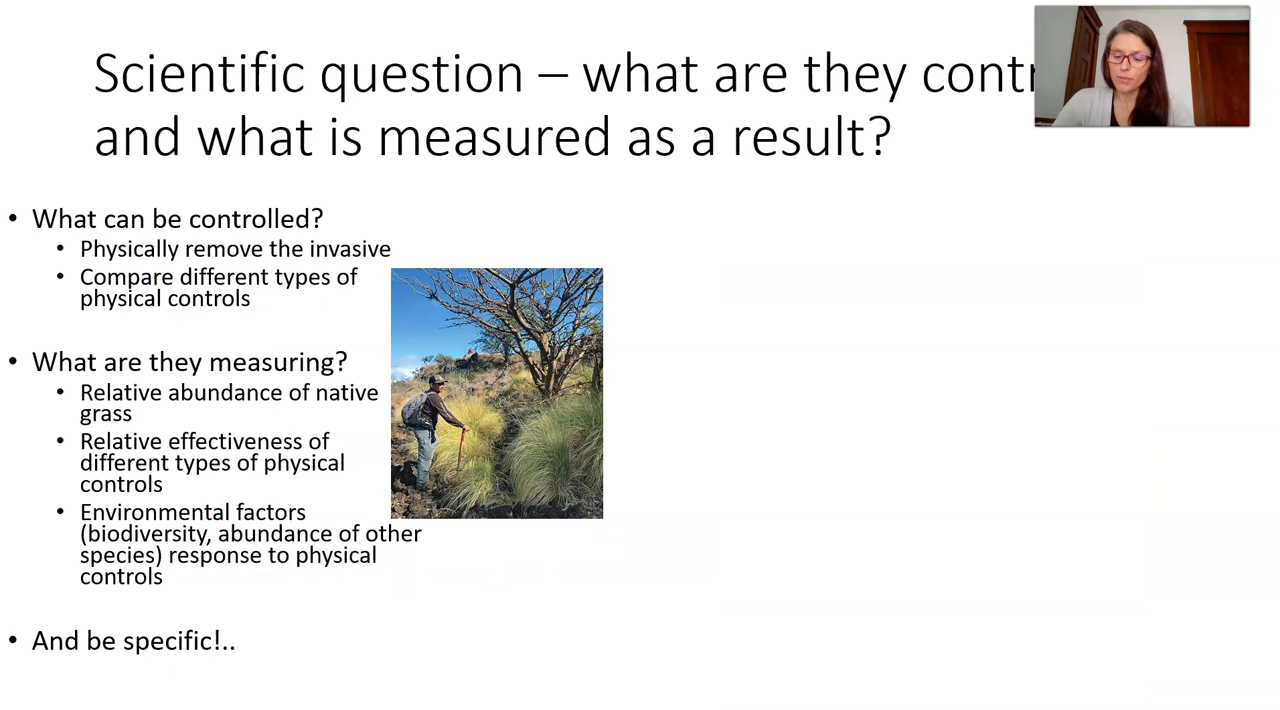 Scientific question – what are they contr
and what is measured as a result?
• What can be controlled?
• Physically remove the invasive
• Compare different types of
physical controls
• What are they measuring?
• Relative abundance of native
grass
• Relative effectiveness of
different types of physical
controls
• Environmental factors
(biodiversity, abundance of other
species) response to physical
controls
• And be specific!..